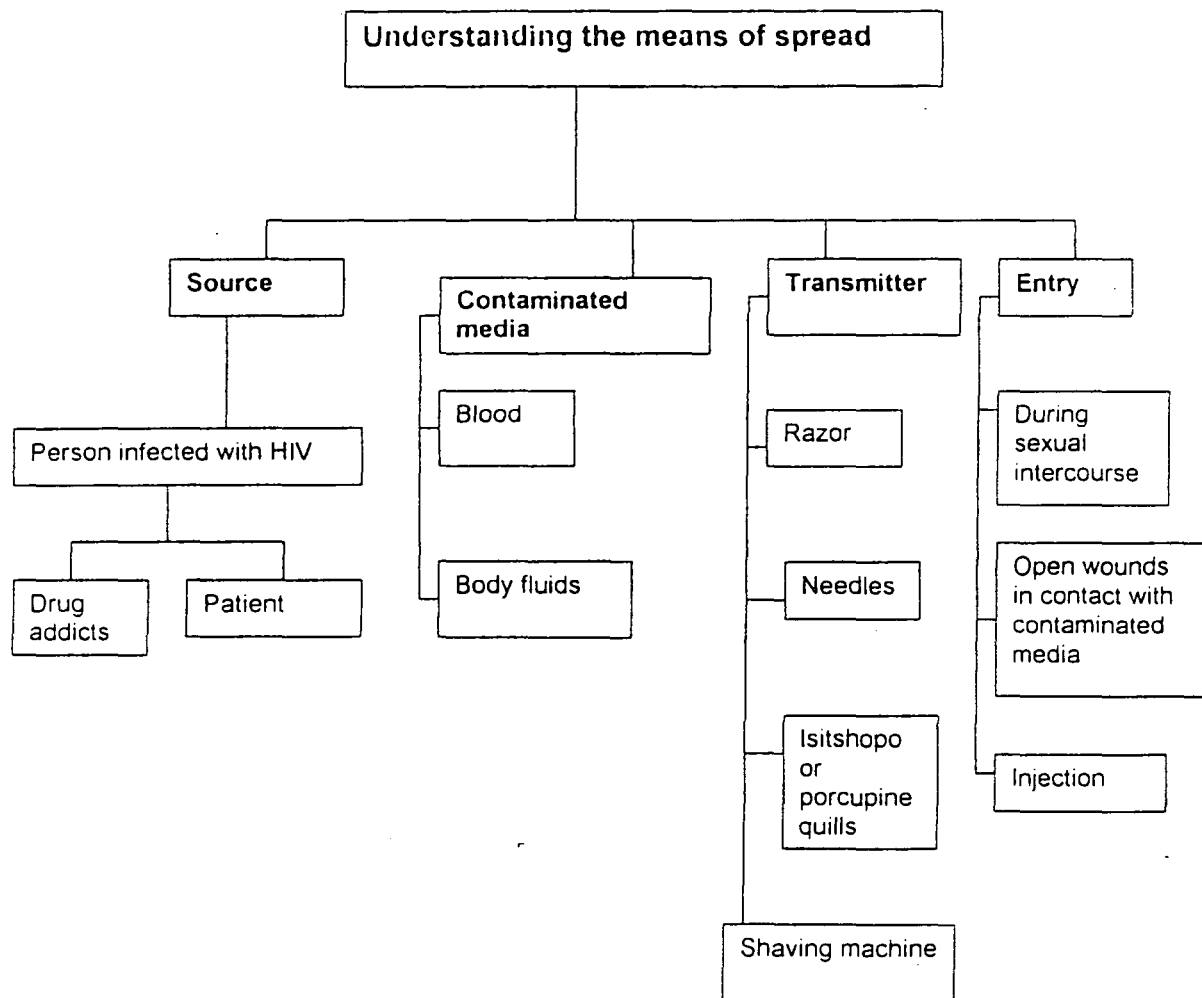 Understanding the means of spread
Source
Contaminated
media
Transmitter
Entry
Person infected with HIV
Drug
addicts
Patient
Blood
Body fluids
Razor
Needles
Isitshopo
or
porcupine
quills
Shaving machine
During
sexual
intercourse
Open wounds
in contact with
contaminated
media
Injection